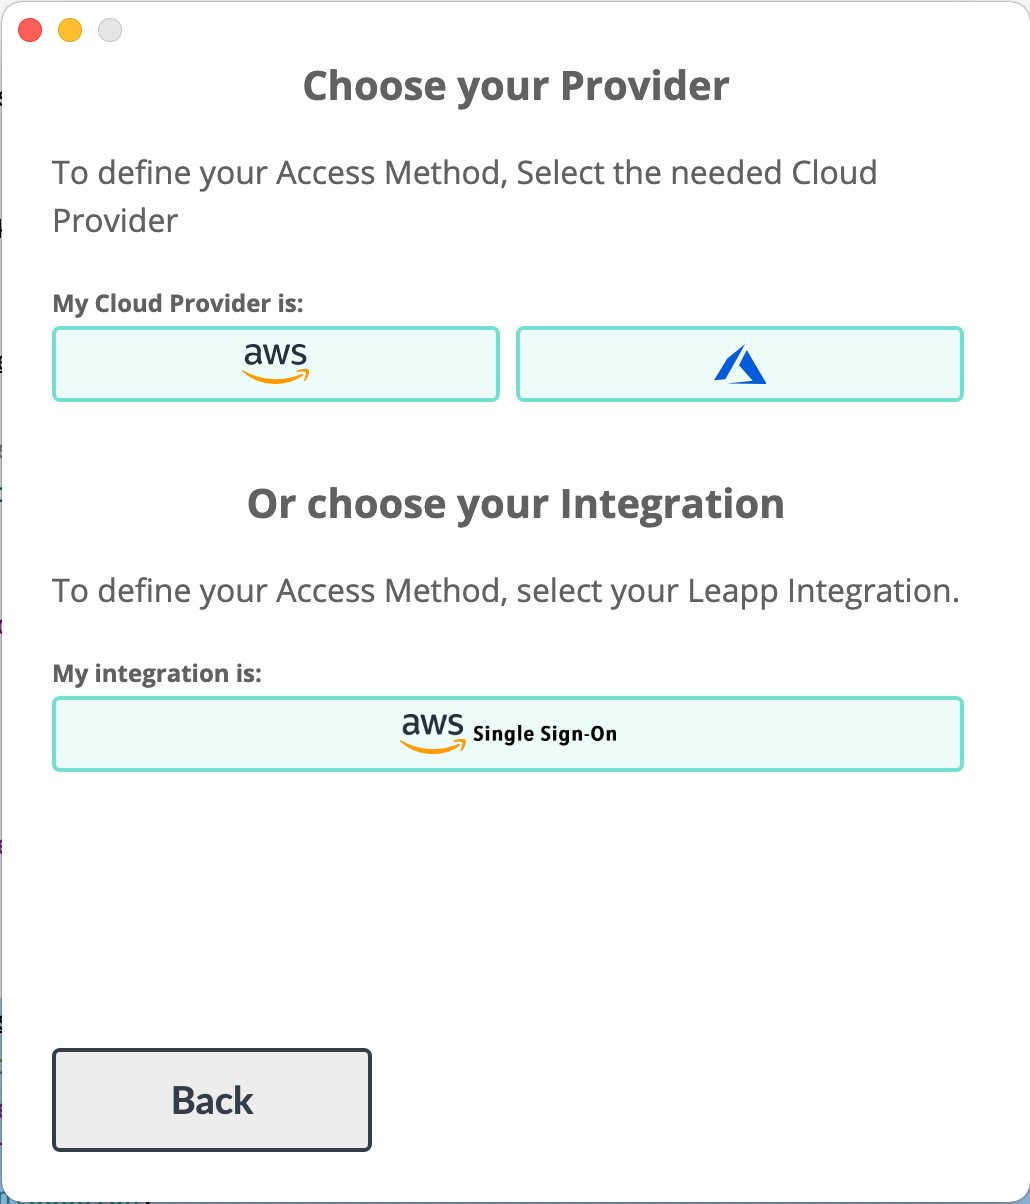 Choose your Provider
To define your Access Method, Select the needed Cloud
Provider
My Cloud Provider is:
aws
Or choose your Integration
To define your Access Method, select your Leapp Integration.
My integration is:
aws Single Sign-On
Back